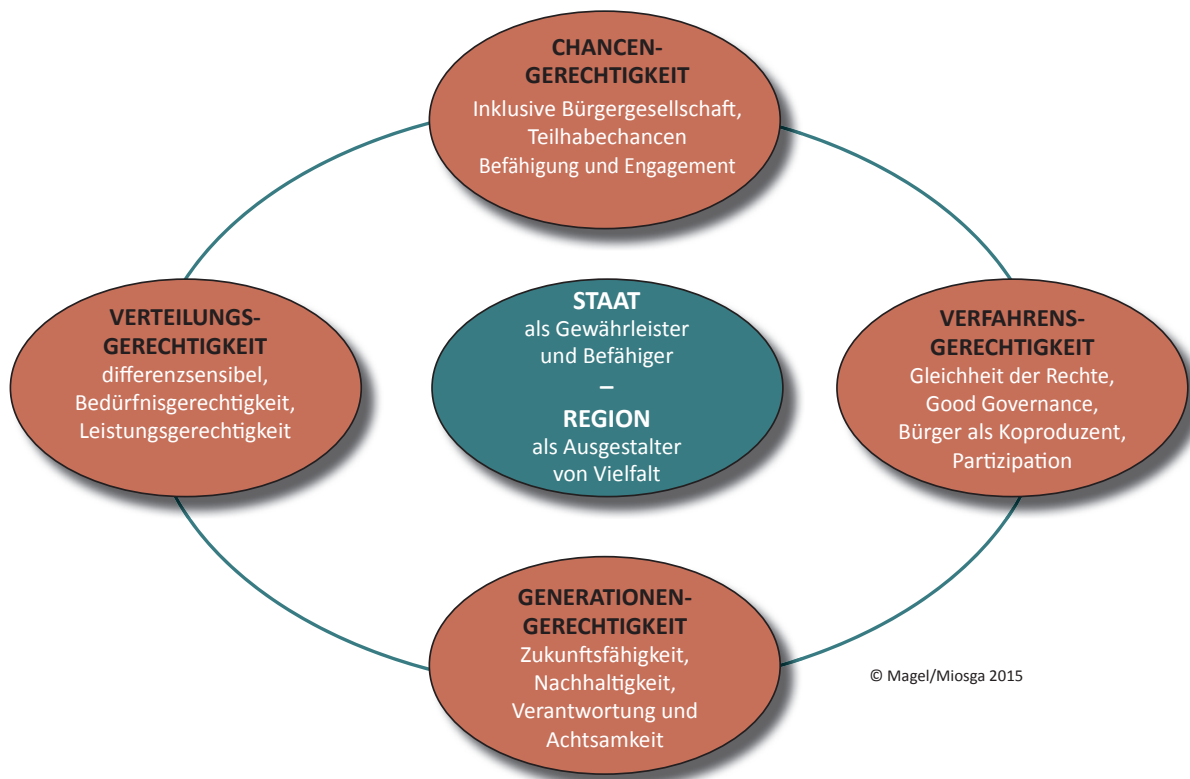 CHANCEN-
GERECHTIGKEIT
Inklusive Bürgergesellschaft,
Teilhabechancen
Befähigung und Engagement
VERTEILUNGS-
GERECHTIGKEIT
differenzsensibel,
Bedürfnisgerechtigkeit,
Leistungsgerechtigkeit
STAAT
als Gewährleister
und Befähiger
–
REGION
als Ausgestalter
von Vielfalt
VERFAHRENS-
GERECHTIGKEIT
Gleichheit der Rechte,
Good Governance,
Bürger als Koproduzent,
Partizipation
GENERATIONEN-
GERECHTIGKEIT
Zukunftsfähigkeit,
Nachhaltigkeit,
Verantwortung und
Achtsamkeit
© Magel/Miosga 2015